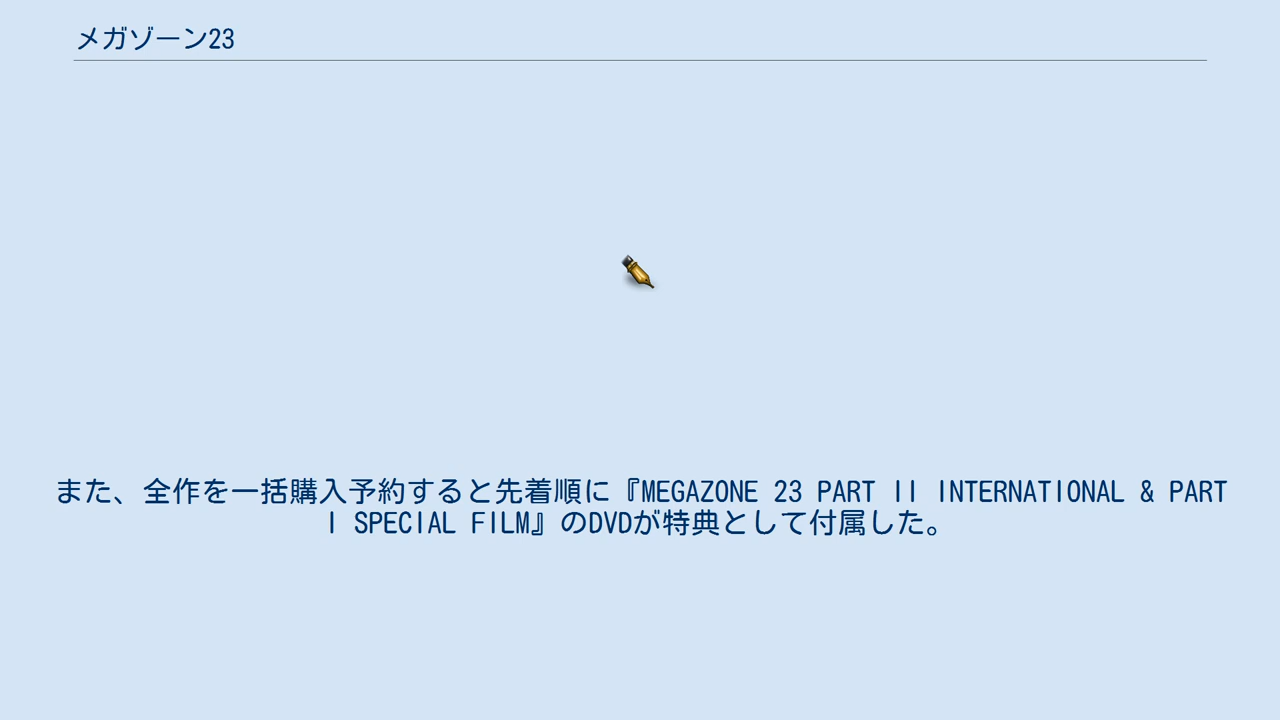 メガゾーン23
また、全作を一括購入予約すると先着順に『MEGAZONE 23 PART II INTERNATIONAL & PART
I SPECIAL FILM』のDVDが特典として付属した。